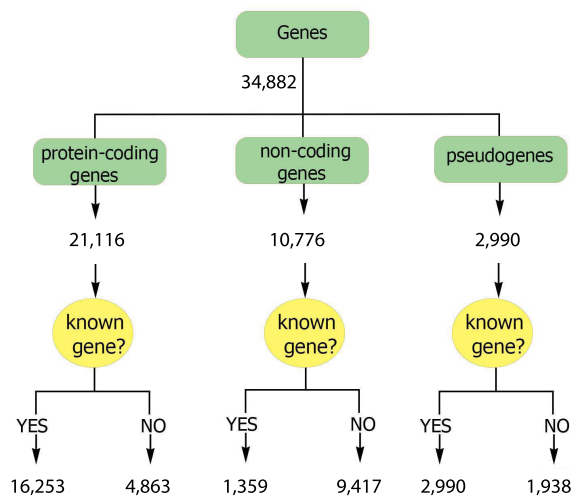 Genes
34,882
protein-coding
genes
non-coding
genes
pseudogenes
21,116
10,776
2,990
known
gene?
known
gene?
known
gene?
YES
NO
YES
NO
YES
NO
16,253
4,863
1,359
9,417
2,990
1,938